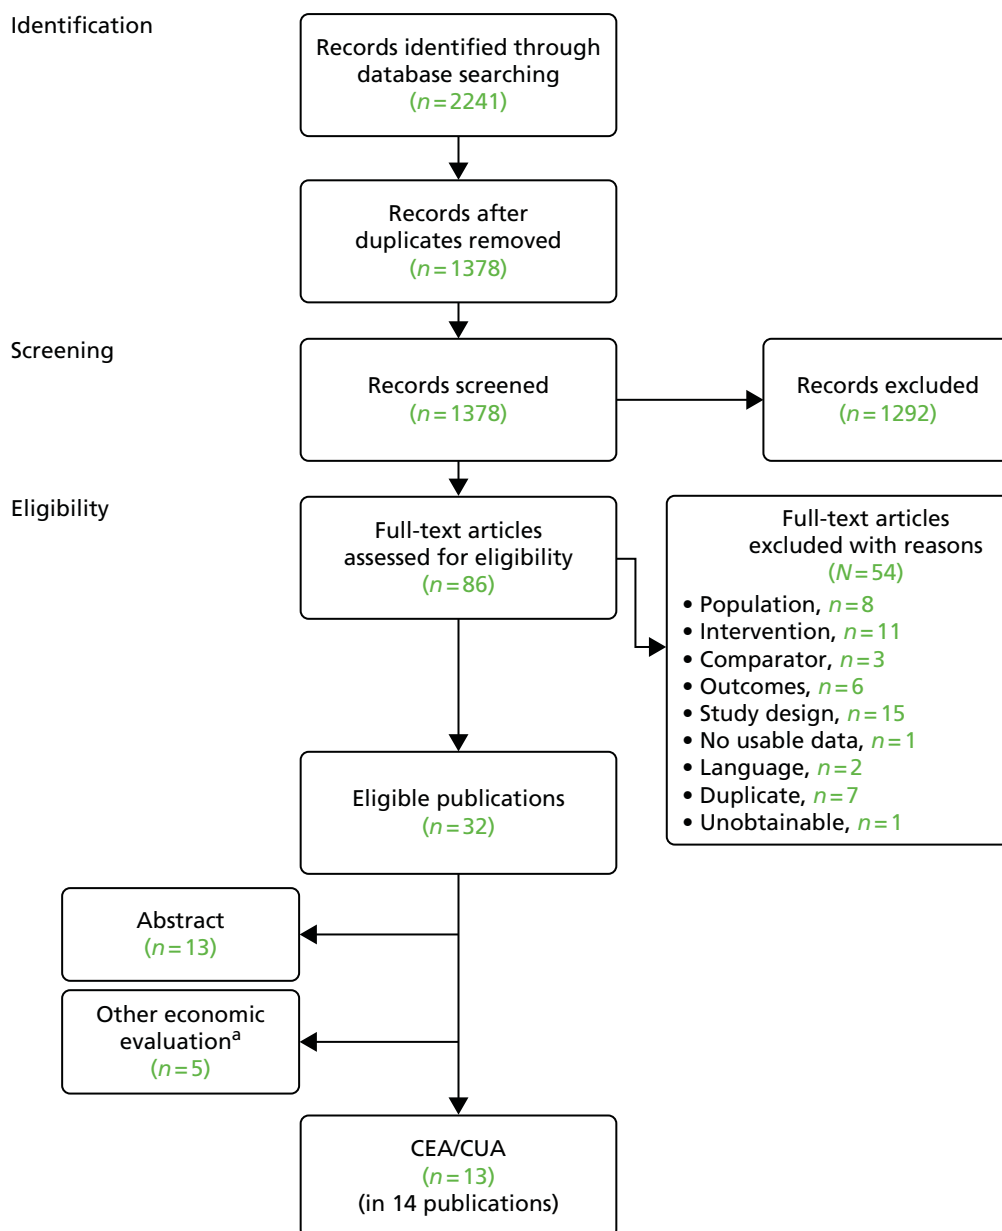 Identification
Records identified through
database searching
(n=2241)
Records after
duplicates removed
(n=1378)
Screening
Records screened
(n=1378)
Records excluded
(n=1292)
Eligibility
Full-text articles
assessed for eligibility
(n=86)
Full-text articles
excluded with reasons
(N=54)
• Population, n=8
• Intervention, n=11
• Comparator, n=3
• Outcomes, n=6
• Study design, n=15
• No usable data, n=1
• Language, n=2
• Duplicate, n=7
• Unobtainable, n=1
Eligible publications
(n=32)
Abstract
(n=13)
Other economic
evaluationᵃ
(n=5)
CEA/CUA
(n=13)
(in 14 publications)